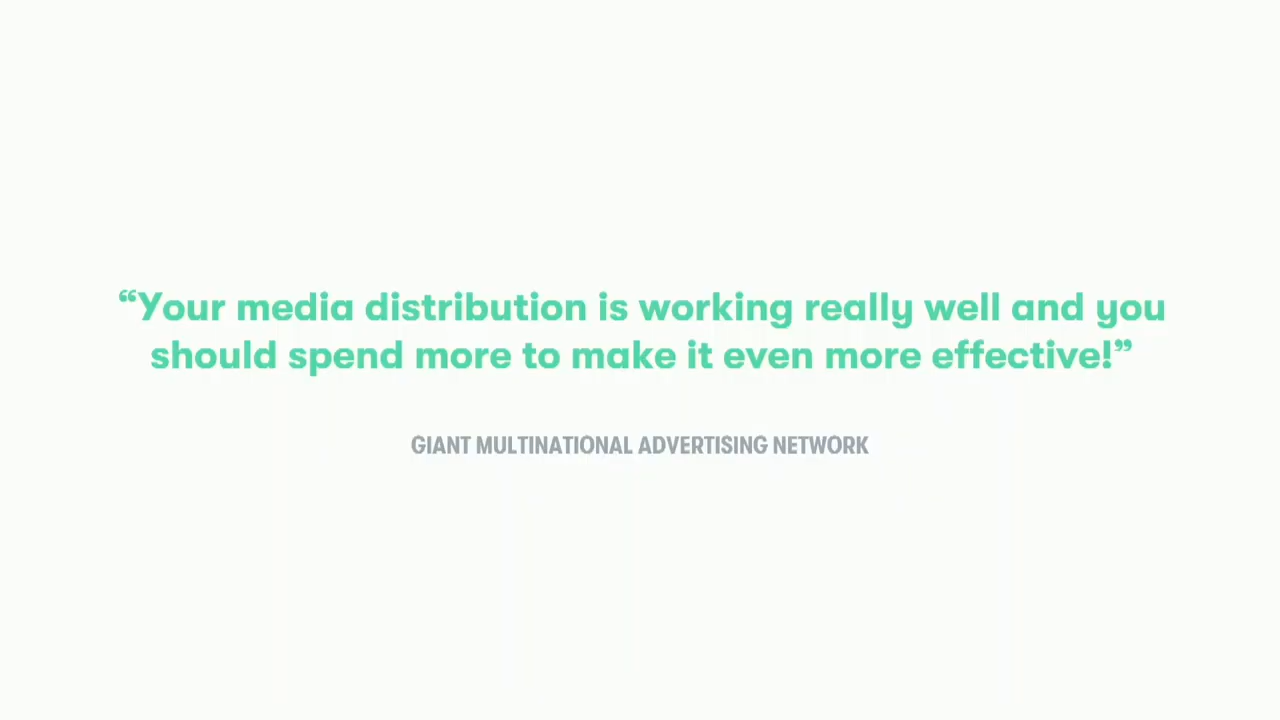 “Your media distribution is working really well and you
should spend more to make it even more effective!”
GIANT MULTINATIONAL ADVERTISING NETWORK